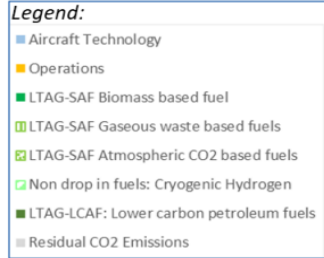 Legend:
Aircraft Technology
Operations
LTAG-SAF Biomass based fuel
LTAG-SAF Gaseous waste based fuels
LTAG-SAF Atmospheric CO2 based fuels
Non drop in fuels: Cryogenic Hydrogen
LTAG-LCAF: Lower carbon petroleum fuels
Residual CO2 Emissions